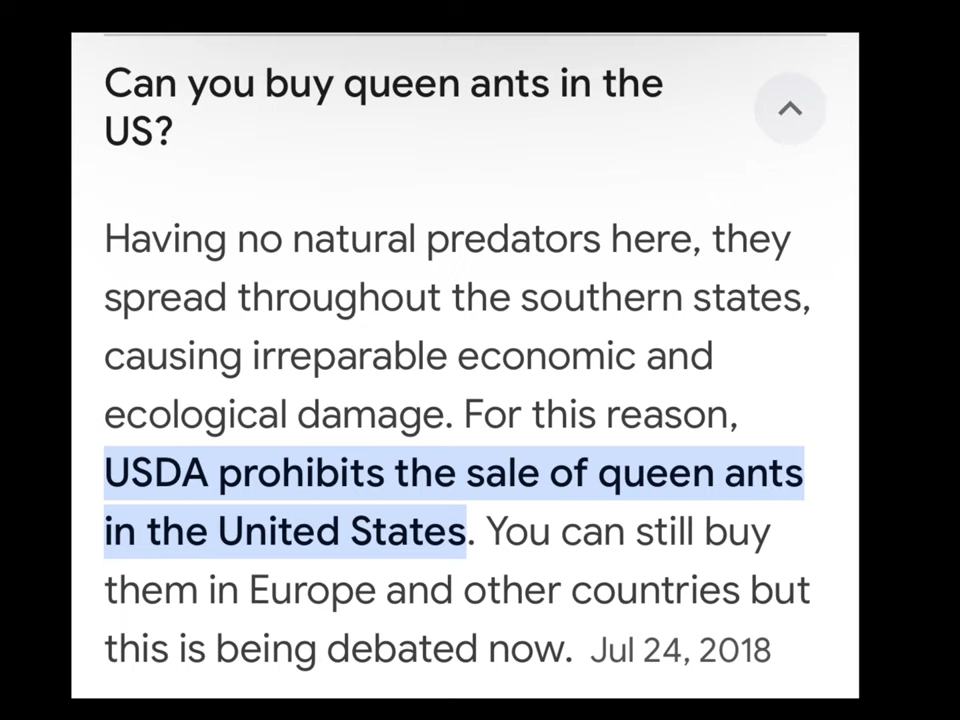 Can you buy queen ants in the
US?
Having no natural predators here, they
spread throughout the southern states,
causing irreparable economic and
ecological damage. For this reason,
USDA prohibits the sale of queen ants
in the United States. You can still buy
them in Europe and other countries but
this is being debated now. Jul 24, 2018